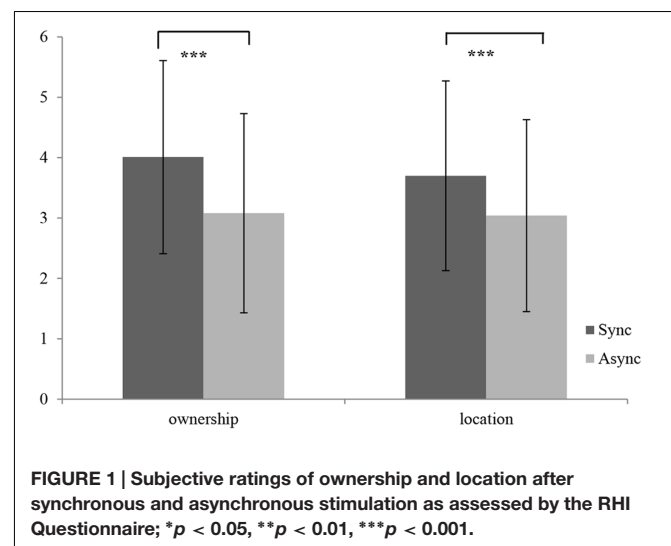 6
***
***
5
4
3
2
Sync
1
Async
0
ownership
location
FIGURE 1 | Subjective ratings of ownership and location after
synchronous and asynchronous stimulation as assessed by the RHI
Questionnaire; *p < 0.05, **p < 0.01, ***p < 0.001.